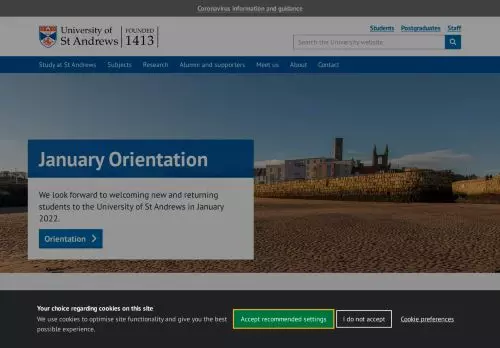 Coronavirus information and guidance
University of St Andrews FOUNDED 1413
Students Postgraduates Staff
Search the University website
Study at St Andrews Subjects Research Alumni and supporters Meet us About Contact
January Orientation
We look forward to welcoming new and returning
students to the University of St Andrews in January
2022.
Orientation
Your choice regarding cookies on this site
We use cookies to optimise site functionality and give you the best
possible experience.
Accept recommended settings
I do not accept
Cookie preferences